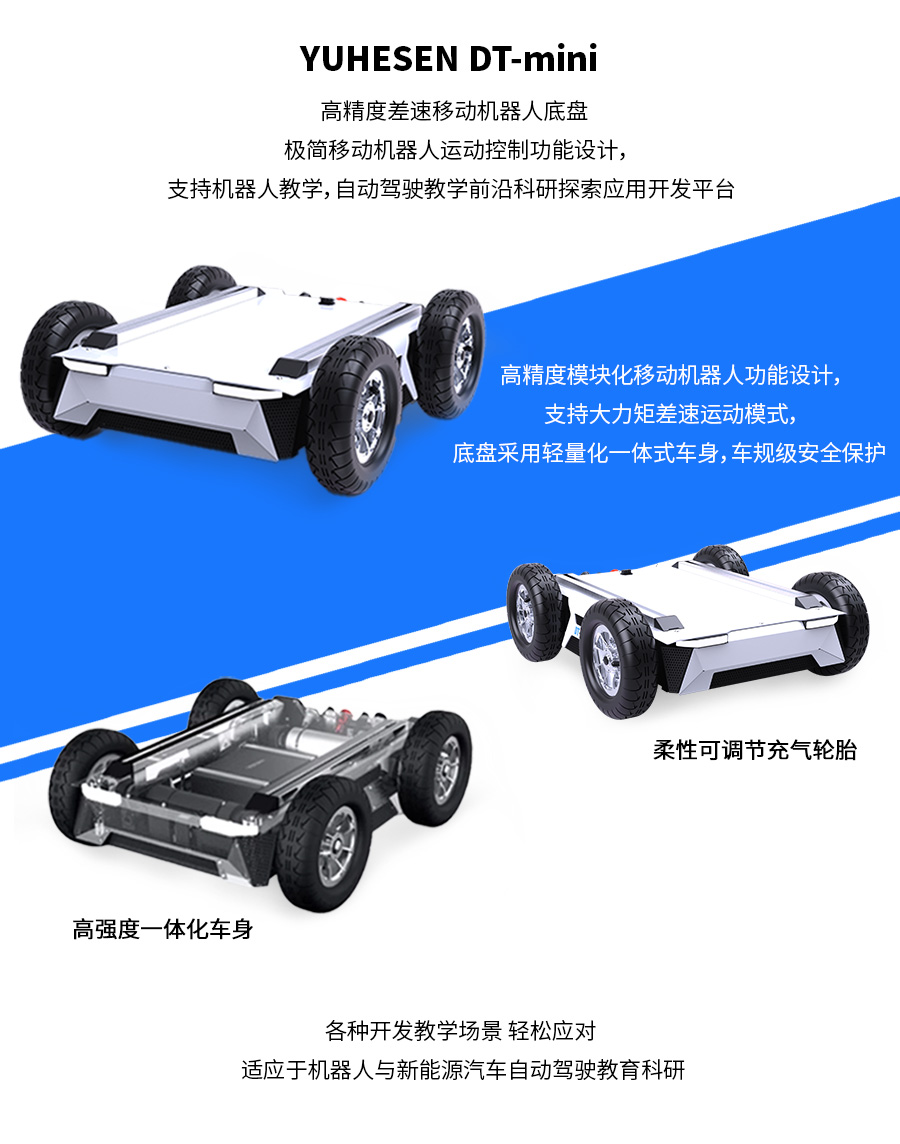 YUHESEN DT-mini
高精度差速移动机器人底盘
极简移动机器人运动控制功能设计，
支持机器人教学，自动驾驶教学前沿科研探索应用开发平台
高精度模块化移动机器人功能设计，
支持大力矩差速运动模式，
底盘采用轻量化一体式车身，车规级安全保护
柔性可调节充气轮胎
高强度一体化车身
各种开发教学场景 轻松应对
适应于机器人与新能源汽车自动驾驶教育科研